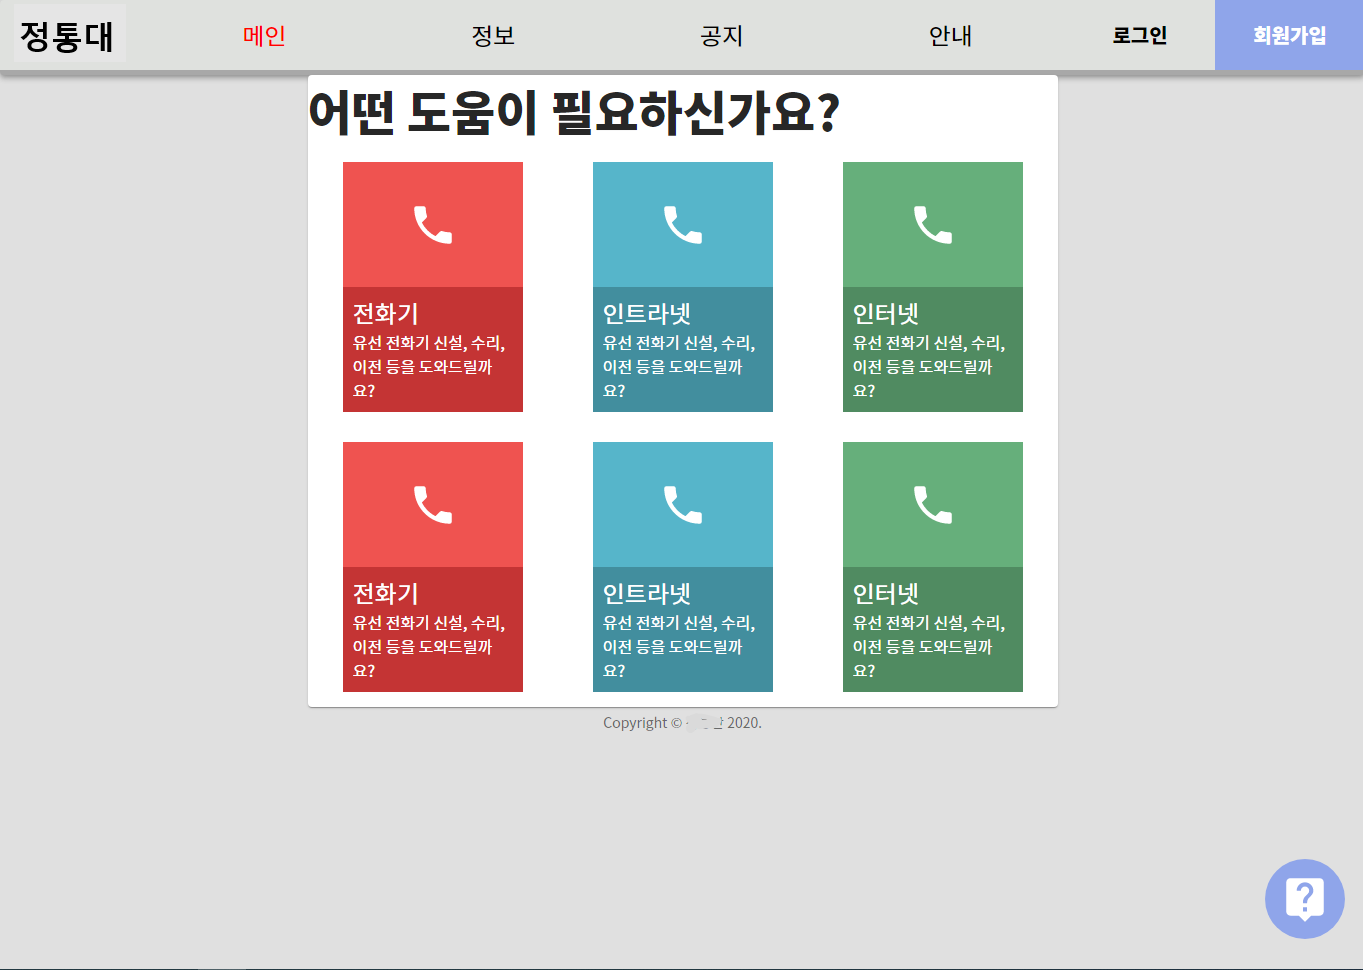 정통대 메인 정보 공지 안내 로그인 회원가입
어떤 도움이 필요하신가요?
전화기
유선 전화기 신설, 수리,
이전 등을 도와드릴까
요?
인트라넷
유선 전화기 신설, 수리,
이전 등을 도와드릴까
요?
인터넷
유선 전화기 신설, 수리,
이전 등을 도와드릴까
요?
전화기
유선 전화기 신설, 수리,
이전 등을 도와드릴까
요?
인트라넷
유선 전화기 신설, 수리,
이전 등을 도와드릴까
요?
인터넷
유선 전화기 신설, 수리,
이전 등을 도와드릴까
요?
Copyright © 2020.
?